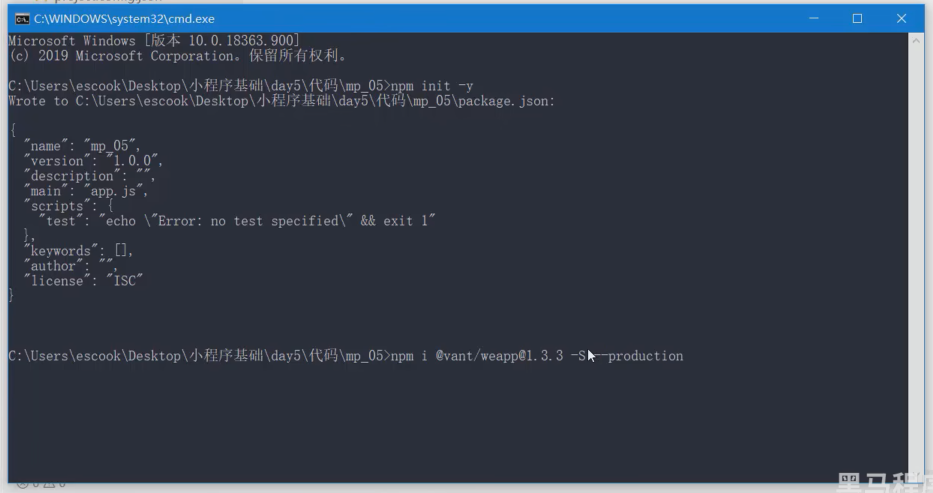 C:\WINDOWS\system32\cmd.exe
Microsoft Windows [版本 10.0.18363.900]
(c) 2019 Microsoft Corporation。保留所有权利。
C:\Users\escook\Desktop\小程序基础\day5\代码\mp_05>npm init -y
Wrote to C:\Users\escook\Desktop\小程序基础\day5\代码\mp_05\package.json:
{
"name": "mp_05",
"version": "1.0.0",
"description": "",
"main": "app.js",
"scripts": {
"test": "echo \"Error: no test specified\" && exit 1"
},
"keywords": [],
"author": "",
"license": "ISC"
}
C:\Users\escook\Desktop\小程序基础\day5\代码\mp_05>npm i @vant/weapp@1.3.3 -S --production
黑马程